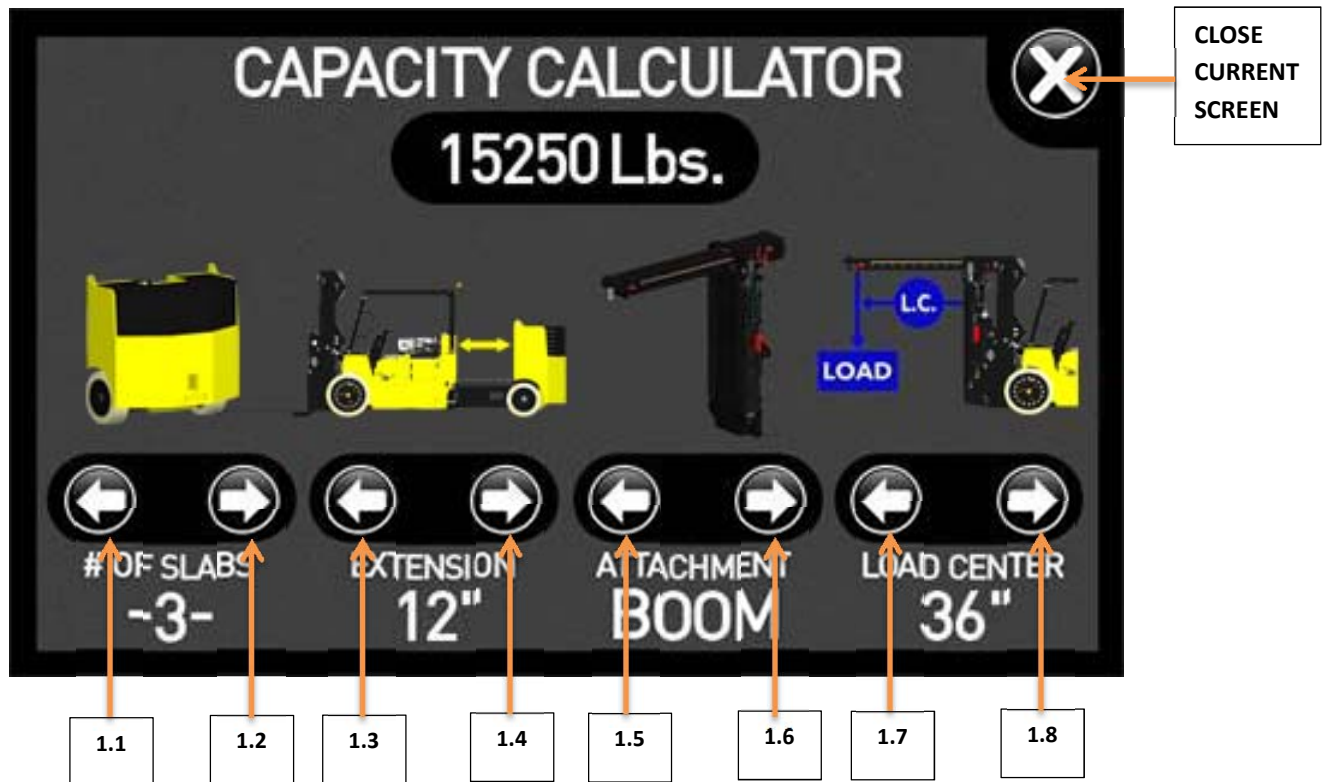 CAPACITY CALCULATOR
15250 Lbs.
CLOSE
CURRENT
SCREEN
L.C.
LOAD
# OF SLABS
-3-
EXTENSION
12"
ATTACHMENT
BOOM
LOAD CENTER
36"
1.1
1.2
1.3
1.4
1.5
1.6
1.7
1.8